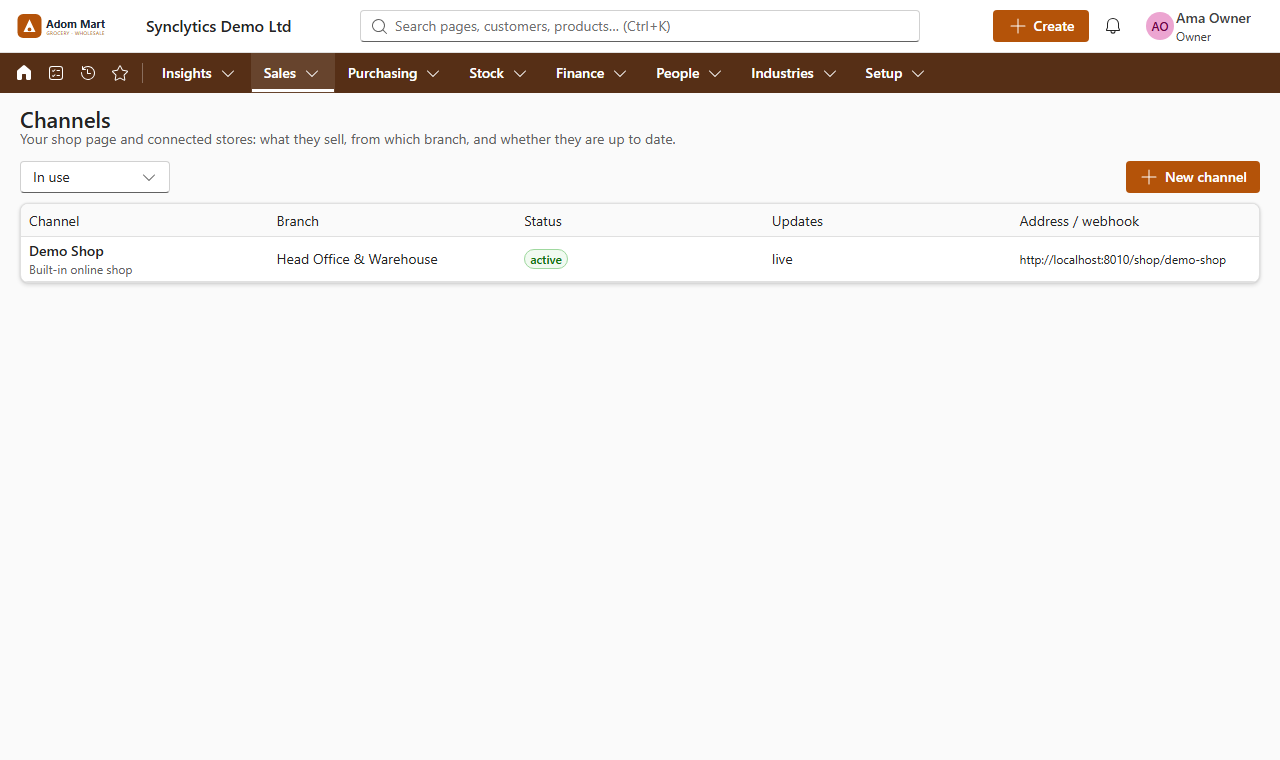 Adom Mart
GROCERY · WHOLESALE
Synclytics Demo Ltd
Search pages, customers, products... (Ctrl+K)
Create
AO
Ama Owner
Owner
Insights
Sales
Purchasing
Stock
Finance
People
Industries
Setup
Channels
Your shop page and connected stores: what they sell, from which branch, and whether they are up to date.
In use
New channel
Channel Branch Status Updates Address / webhook
Demo Shop
Built-in online shop
Head Office & Warehouse
active
live
http://localhost:8010/shop/demo-shop